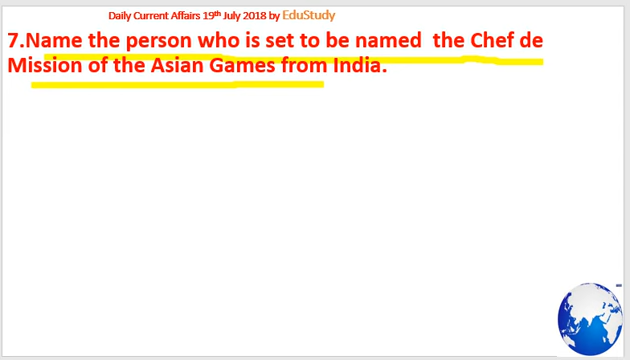 Daily Current Affairs 19th July 2018 by EduStudy
7.Name the person who is set to be named the Chef de
Mission of the Asian Games from India.